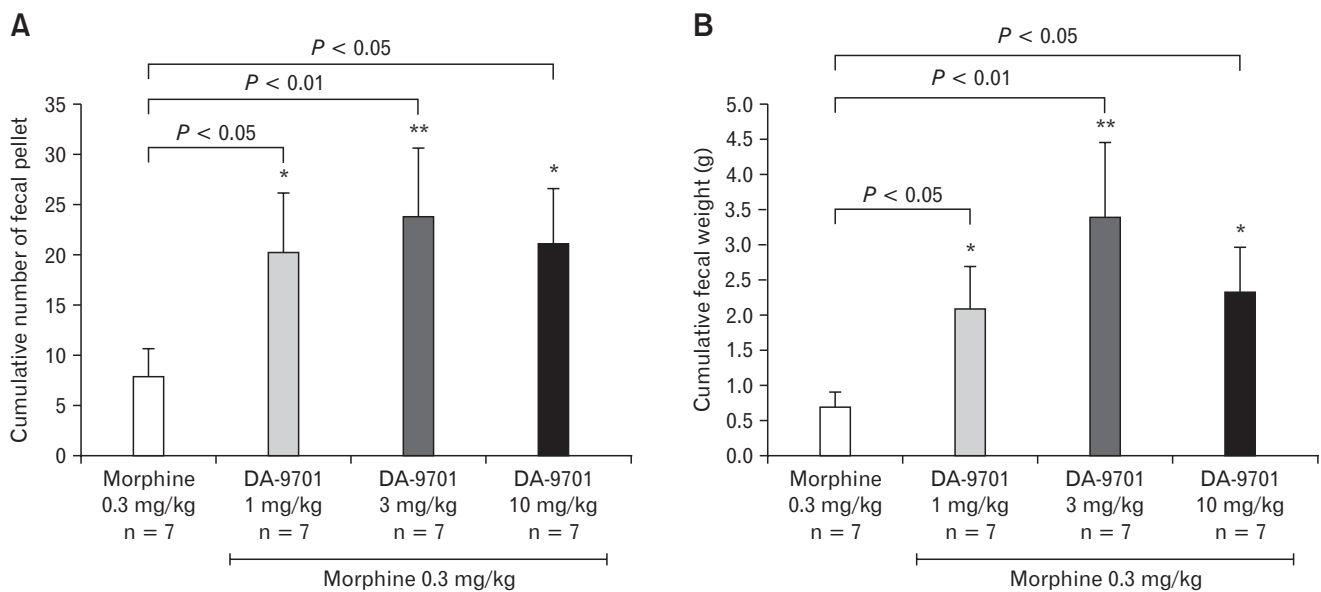 A
P < 0.05
P < 0.01
P < 0.05
*
**
*
Cumulative number of fecal pellet
35
30
25
20
15
10
5
0
Morphine
0.3 mg/kg
n = 7
DA-9701
1 mg/kg
n = 7
DA-9701
3 mg/kg
n = 7
DA-9701
10 mg/kg
n = 7
Morphine 0.3 mg/kg
B
P < 0.05
P < 0.01
P < 0.05
*
**
*
Cumulative fecal weight (g)
5.0
4.5
4.0
3.5
3.0
2.5
2.0
1.5
1.0
0.5
0.0
Morphine
0.3 mg/kg
n = 7
DA-9701
1 mg/kg
n = 7
DA-9701
3 mg/kg
n = 7
DA-9701
10 mg/kg
n = 7
Morphine 0.3 mg/kg